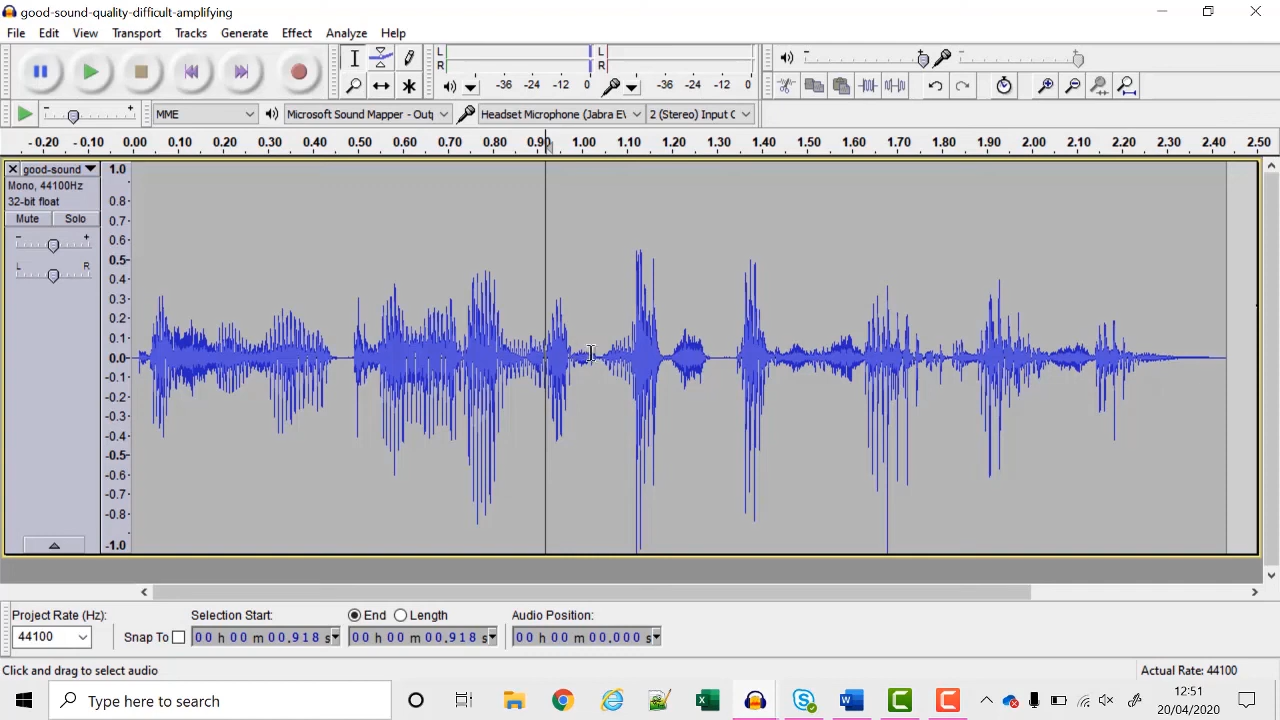 good-sound-quality-difficult-amplifying
File Edit View Transport Tracks Generate Effect Analyze Help
L
R
-36 -24 -12 0
L
R
-36 -24 -12 0
- +
- +
- +
MME
Microsoft Sound Mapper - Outp
Headset Microphone (Jabra EV
2 (Stereo) Input C
- 0.20 - 0.10 0.00 0.10 0.20 0.30 0.40 0.50 0.60 0.70 0.80 0.90 1.00 1.10 1.20 1.30 1.40 1.50 1.60 1.70 1.80 1.90 2.00 2.10 2.20 2.30 2.40 2.50
good-sound
Mono, 44100Hz
32-bit float
Mute Solo
- +
L R
1.0
0.8
0.7
0.6
0.5
0.4
0.3
0.2
0.1
0.0
-0.1
-0.2
-0.3
-0.4
-0.5
-0.6
-0.7
-0.8
-1.0
Project Rate (Hz): Selection Start: End Length Audio Position:
44100 Snap To 00 h 00 m 00.918 s 00 h 00 m 00.918 s 00 h 00 m 00.000 s
Click and drag to select audio
Actual Rate: 44100
Type here to search
12:51
20/04/2020